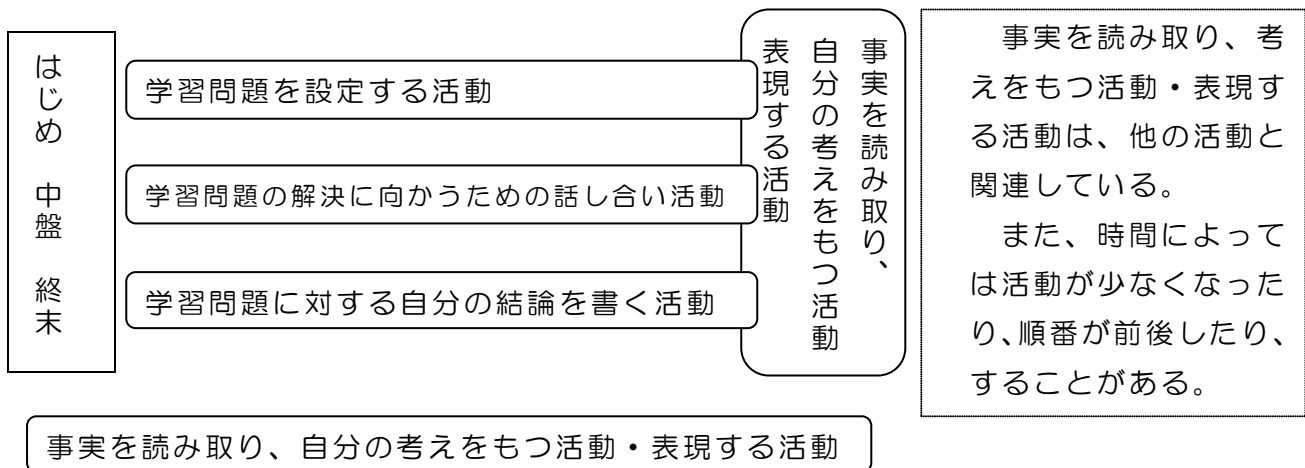 はじめ　中盤　終末
学習問題を設定する活動
学習問題の解決に向かうための話し合い活動
学習問題に対する自分の結論を書く活動
事実を読み取り、
自分の考えをもつ活動
表現する活動
事実を読み取り、考
えをもつ活動・表現す
る活動は、他の活動と
関連している。
また、時間によって
は活動が少なくなった
り、順番が前後したり、
することがある。
事実を読み取り、自分の考えをもつ活動・表現する活動